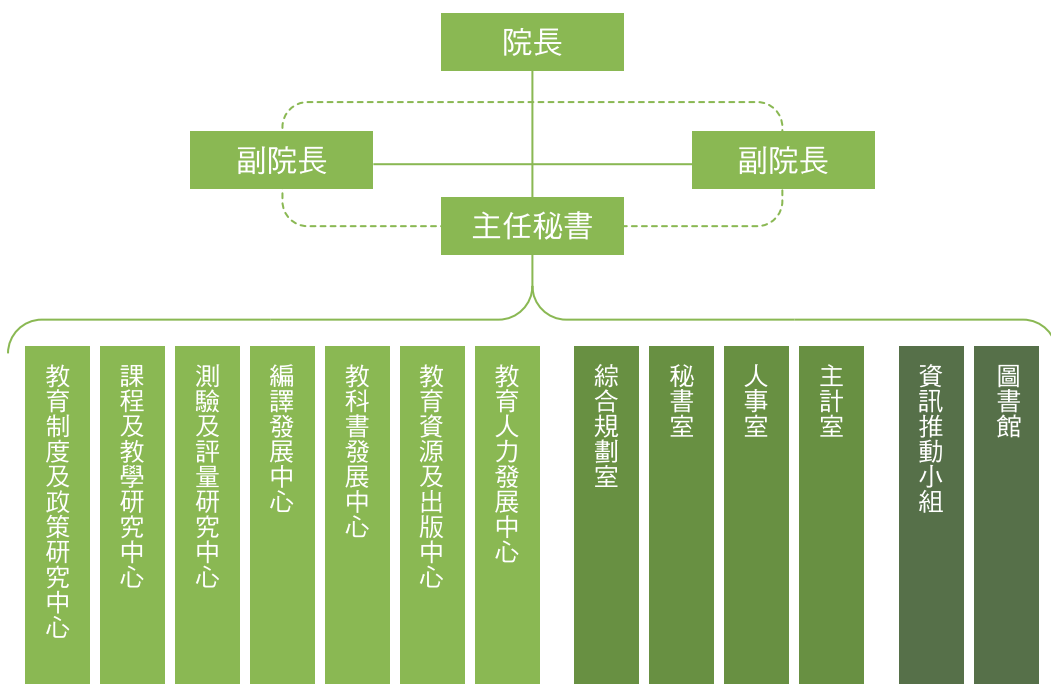 院長
副院長
副院長
主任秘書
教育制度及政策研究中心
課程及教學研究中心
測驗及評量研究中心
編譯發展中心
教科書發展中心
教育資源及出版中心
教育人力發展中心
綜合規劃室
秘書室
人事室
主計室
資訊推動小組
圖書館